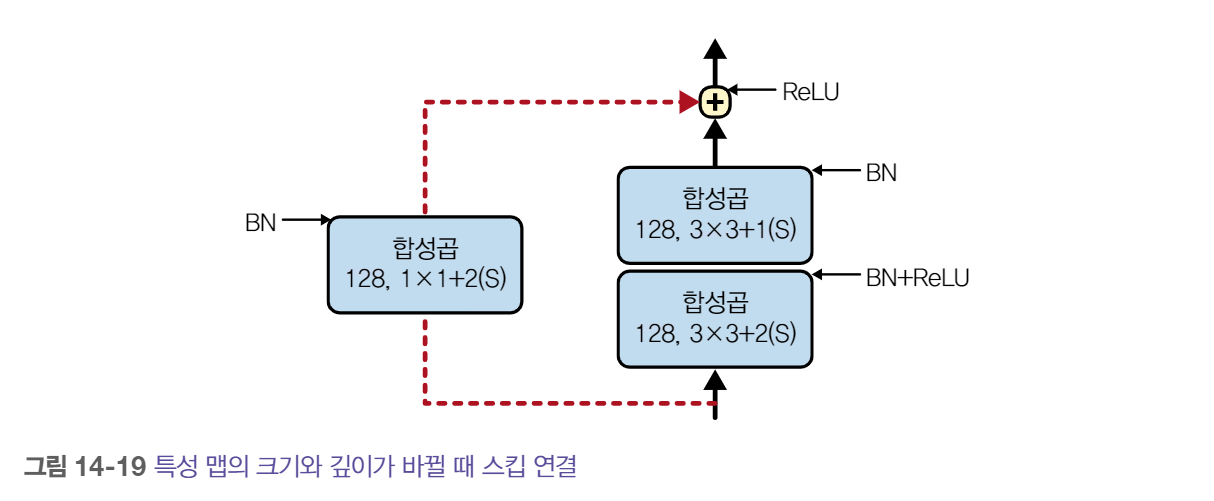 ReLU
합성곱
128, 3×3+1(S)
BN
BN
합성곱
128, 1×1+2(S)
합성곱
128, 3×3+2(S)
BN+ReLU
그림 14-19 특성 맵의 크기와 깊이가 바뀔 때 스킵 연결